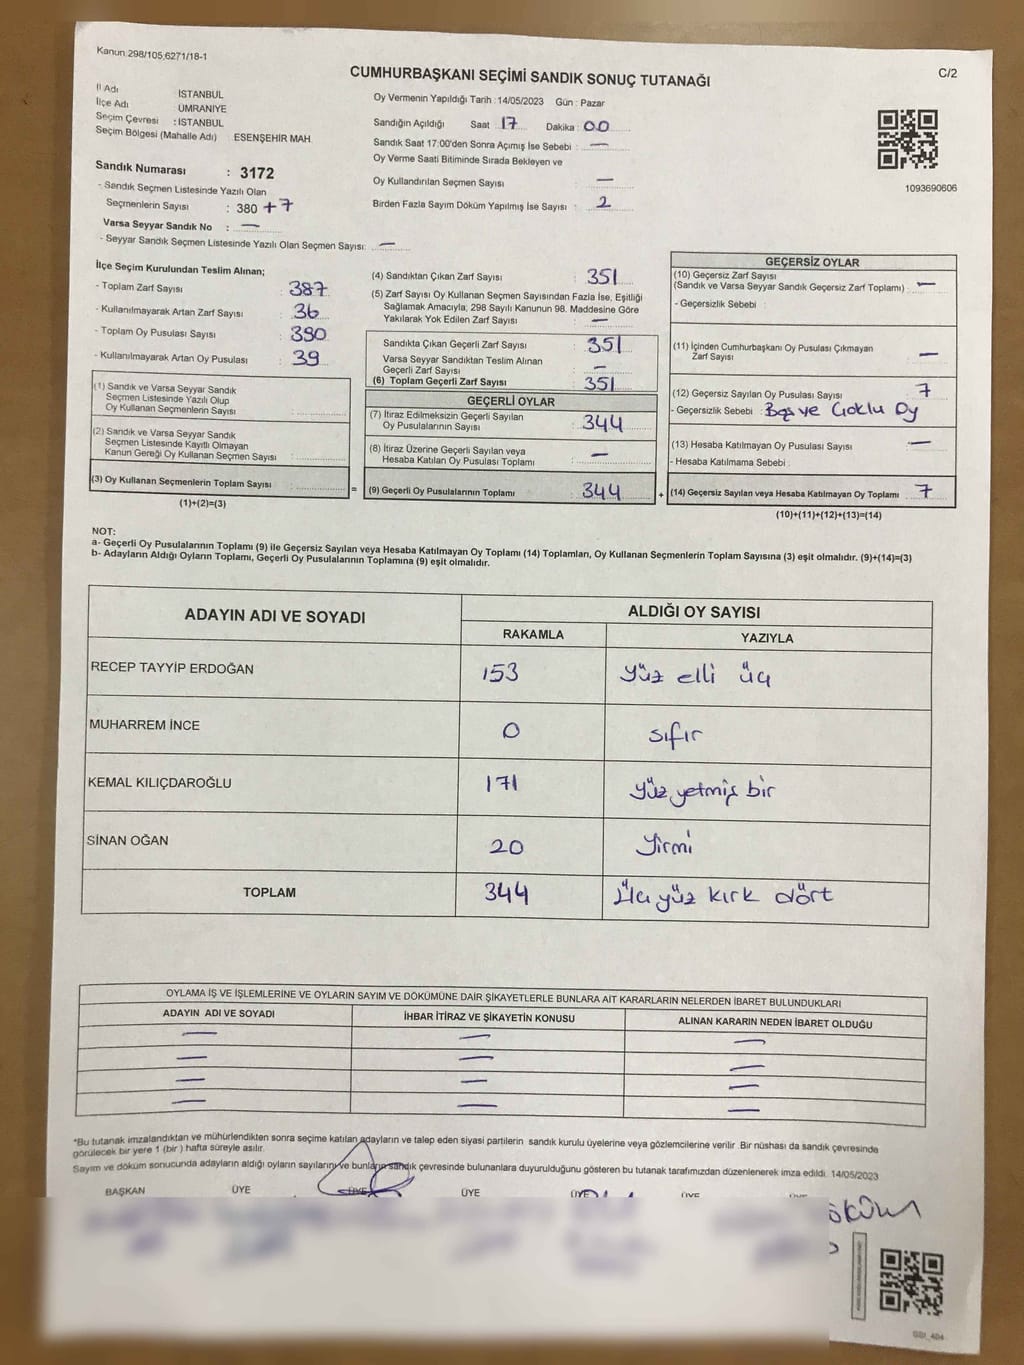 Kanun:298/105,6271/18-1
C/2
CUMHURBAŞKANI SEÇİMİ SANDIK SONUÇ TUTANAĞI
İl Adı : İSTANBUL
İlçe Adı ÜMRANİYE
Seçim Çevresi : İSTANBUL
Seçim Bölgesi (Mahalle Adı) : ESENŞEHİR MAH.
Sandık Numarası : 3172
- Sandık Seçmen Listesinde Yazılı Olan
Seçmenlerin Sayısı : 380 +7
Varsa Seyyar Sandık No : —
- Seyyar Sandık Seçmen Listesinde Yazılı Olan Seçmen Sayısı: —
Oy Vermenin Yapıldığı Tarih : 14/05/2023 Gün : Pazar
Sandığın Açıldığı Saat 17 Dakika : 00
Sandık Saat 17:00'den Sonra Açımış İse Sebebi : —
Oy Verme Saati Bitiminde Sırada Bekleyen ve
Oy Kullandırılan Seçmen Sayısı —
Birden Fazla Sayım Döküm Yapılmış İse Sayısı : 2
1093690606
İlçe Seçim Kurulundan Teslim Alınan;
- Toplam Zarf Sayısı : 387
- Kullanılmayarak Artan Zarf Sayısı : 36
- Toplam Oy Pusulası Sayısı : 390
- Kullanılmayarak Artan Oy Pusulası : 39
(1) Sandık ve Varsa Seyyar Sandık
Seçmen Listesinde Yazılı Olup
Oy Kullanan Seçmenlerin Sayısı :
(2) Sandık ve Varsa Seyyar Sandık
Seçmen Listesinde Kayıtlı Olmayan
Kanun Gereği Oy Kullanan Seçmen Sayısı :
(3) Oy Kullanan Seçmenlerin Toplam Sayısı : =
(1)+(2)=(3)
(4) Sandıktan Çıkan Zarf Sayısı : 351
(5) Zarf Sayısı Oy Kullanan Seçmen Sayısından Fazla İse, Eşitliği
Sağlamak Amacıyla, 298 Sayılı Kanunun 98. Maddesine Göre
Yakılarak Yok Edilen Zarf Sayısı : —
Sandıkta Çıkan Geçerli Zarf Sayısı : 351
Varsa Seyyar Sandıktan Teslim Alınan
Geçerli Zarf Sayısı : —
(6) Toplam Geçerli Zarf Sayısı : 351
GEÇERLİ OYLAR
(7) İtiraz Edilmeksizin Geçerli Sayılan
Oy Pusulalarının Sayısı : 344
(8) İtiraz Üzerine Geçerli Sayılan veya
Hesaba Katılan Oy Pusulası Toplamı : —
(9) Geçerli Oy Pusulalarının Toplamı : 344 +
GEÇERSİZ OYLAR
(10) Geçersiz Zarf Sayısı
(Sandık ve Varsa Seyyar Sandık Geçersiz Zarf Toplamı) : —
- Geçersizlik Sebebi :
(11) İçinden Cumhurbaşkanı Oy Pusulası Çıkmayan
Zarf Sayısı —
(12) Geçersiz Sayılan Oy Pusulası Sayısı 7
- Geçersizlik Sebebi : Boş ve Çoklu Oy
(13) Hesaba Katılmayan Oy Pusulası Sayısı —
- Hesaba Katılmama Sebebi :
(14) Geçersiz Sayılan veya Hesaba Katılmayan Oy Toplamı 7
(10)+(11)+(12)+(13)=(14)
NOT:
a- Geçerli Oy Pusulalarının Toplamı (9) ile Geçersiz Sayılan veya Hesaba Katılmayan Oy Toplamı (14) Toplamları, Oy Kullanan Seçmenlerin Toplam Sayısına (3) eşit olmalıdır. (9)+(14)=(3)
b- Adayların Aldığı Oyların Toplamı, Geçerli Oy Pusulalarının Toplamına (9) eşit olmalıdır.
ADAYIN ADI VE SOYADI ALDIĞI OY SAYISI
RAKAMLA YAZIYLA
RECEP TAYYİP ERDOĞAN 153 Yüz elli üç
MUHARREM İNCE 0 sıfır
KEMAL KILIÇDAROĞLU 171 Yüz yetmiş bir
SİNAN OĞAN 20 Yirmi
TOPLAM 344 Üç yüz kırk dört
OYLAMA İŞ VE İŞLEMLERİNE VE OYLARIN SAYIM VE DÖKÜMÜNE DAİR ŞİKAYETLERLE BUNLARA AİT KARARLARIN NELERDEN İBARET BULUNDUKLARI
ADAYIN ADI VE SOYADI İHBAR İTİRAZ VE ŞİKAYETİN KONUSU ALINAN KARARIN NEDEN İBARET OLDUĞU
— — —
— — —
— — —
— — —
*Bu tutanak imzalandıktan ve mühürlendikten sonra seçime katılan adayların ve talep eden siyasi partilerin sandık kurulu üyelerine veya gözlemcilerine verilir. Bir nüshası da sandık çevresinde
görülecek bir yere 1 (bir ) hafta süreyle asılır.
Sayım ve döküm sonucunda adayların aldığı oyların sayılarını ve bunların sandık çevresinde bulunanlara duyurulduğunu gösteren bu tutanak tarafımızdan düzenlenerek imza edildi. 14/05/2023
BAŞKAN ÜYE ÜYE ÜYE ÜYE ÜYE ÜYE